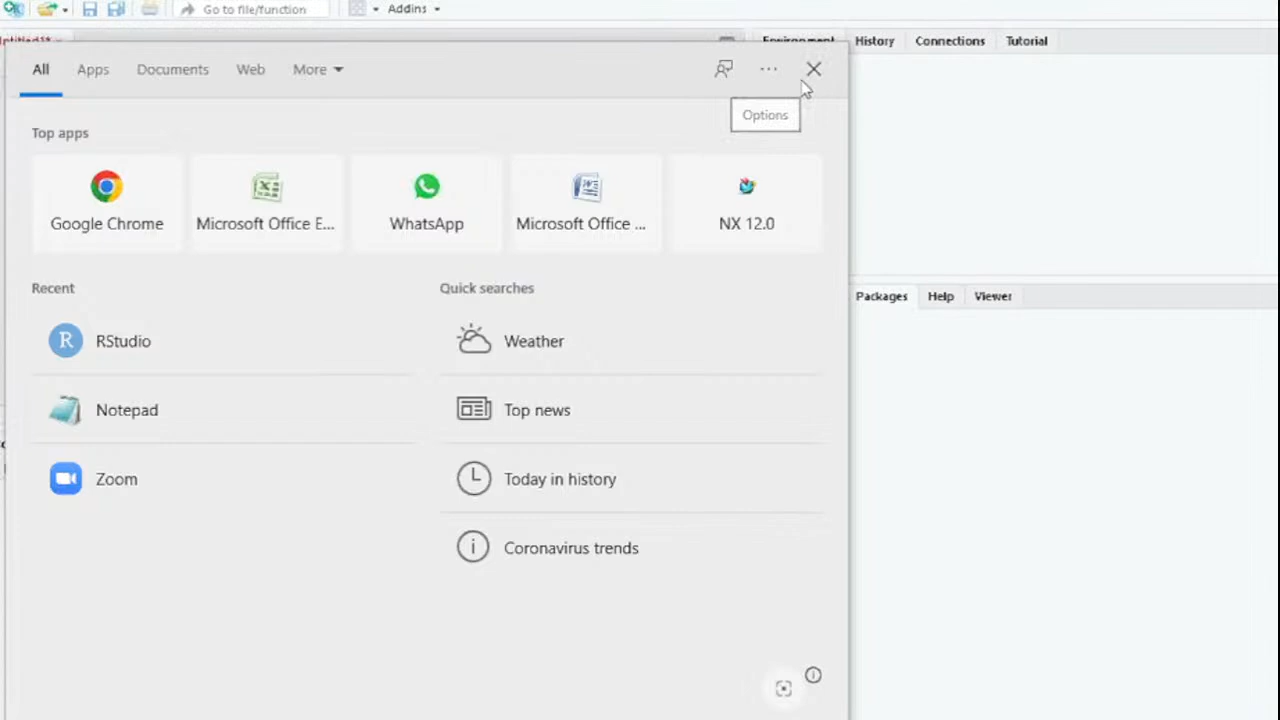 Go to file/function Addins
Untitled1*
Environment History Connections Tutorial
All Apps Documents Web More
Options
Top apps
Google Chrome Microsoft Office E... WhatsApp Microsoft Office ... NX 12.0
Recent Quick searches
Packages Help Viewer
RStudio Weather
Notepad Top news
Zoom Today in history
Coronavirus trends